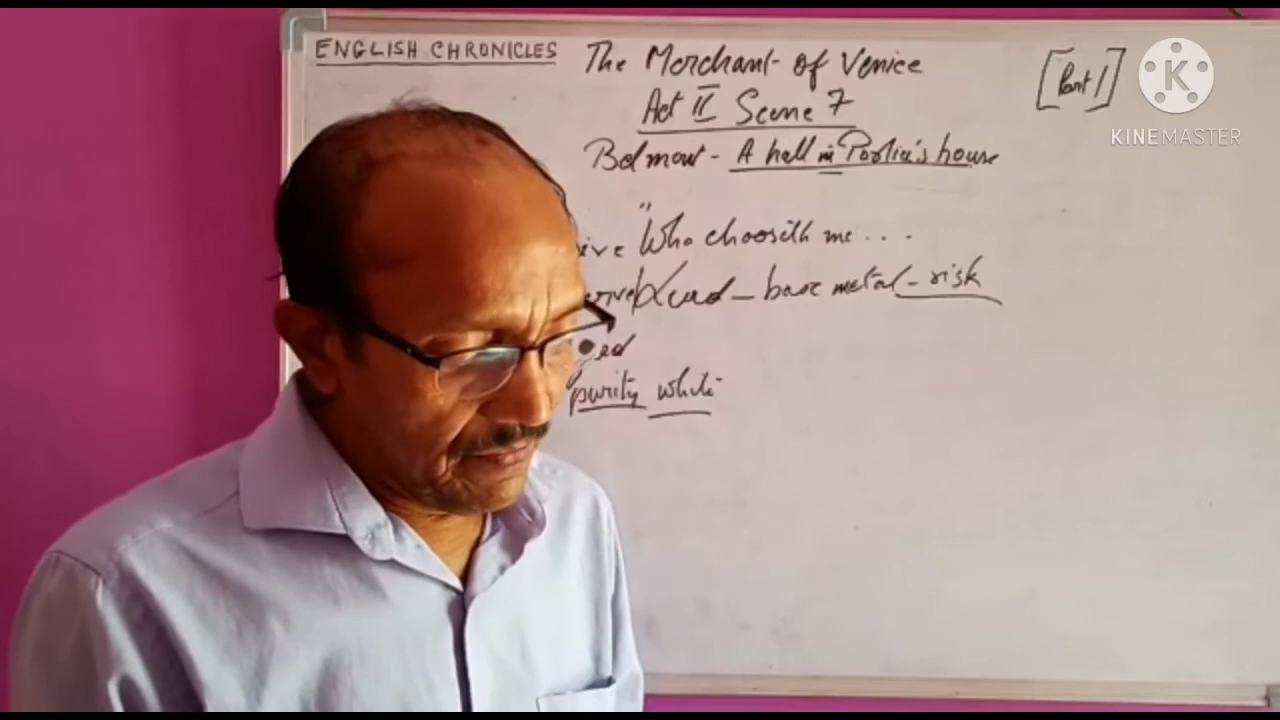 ENGLISH CHRONICLES
The Merchant of Venice
[Part 1]
Act II Scene 7
Belmont - A hall in Portia's house
"Who chooseth me...
Lead - base metal - risk
purity white
KINEMASTER